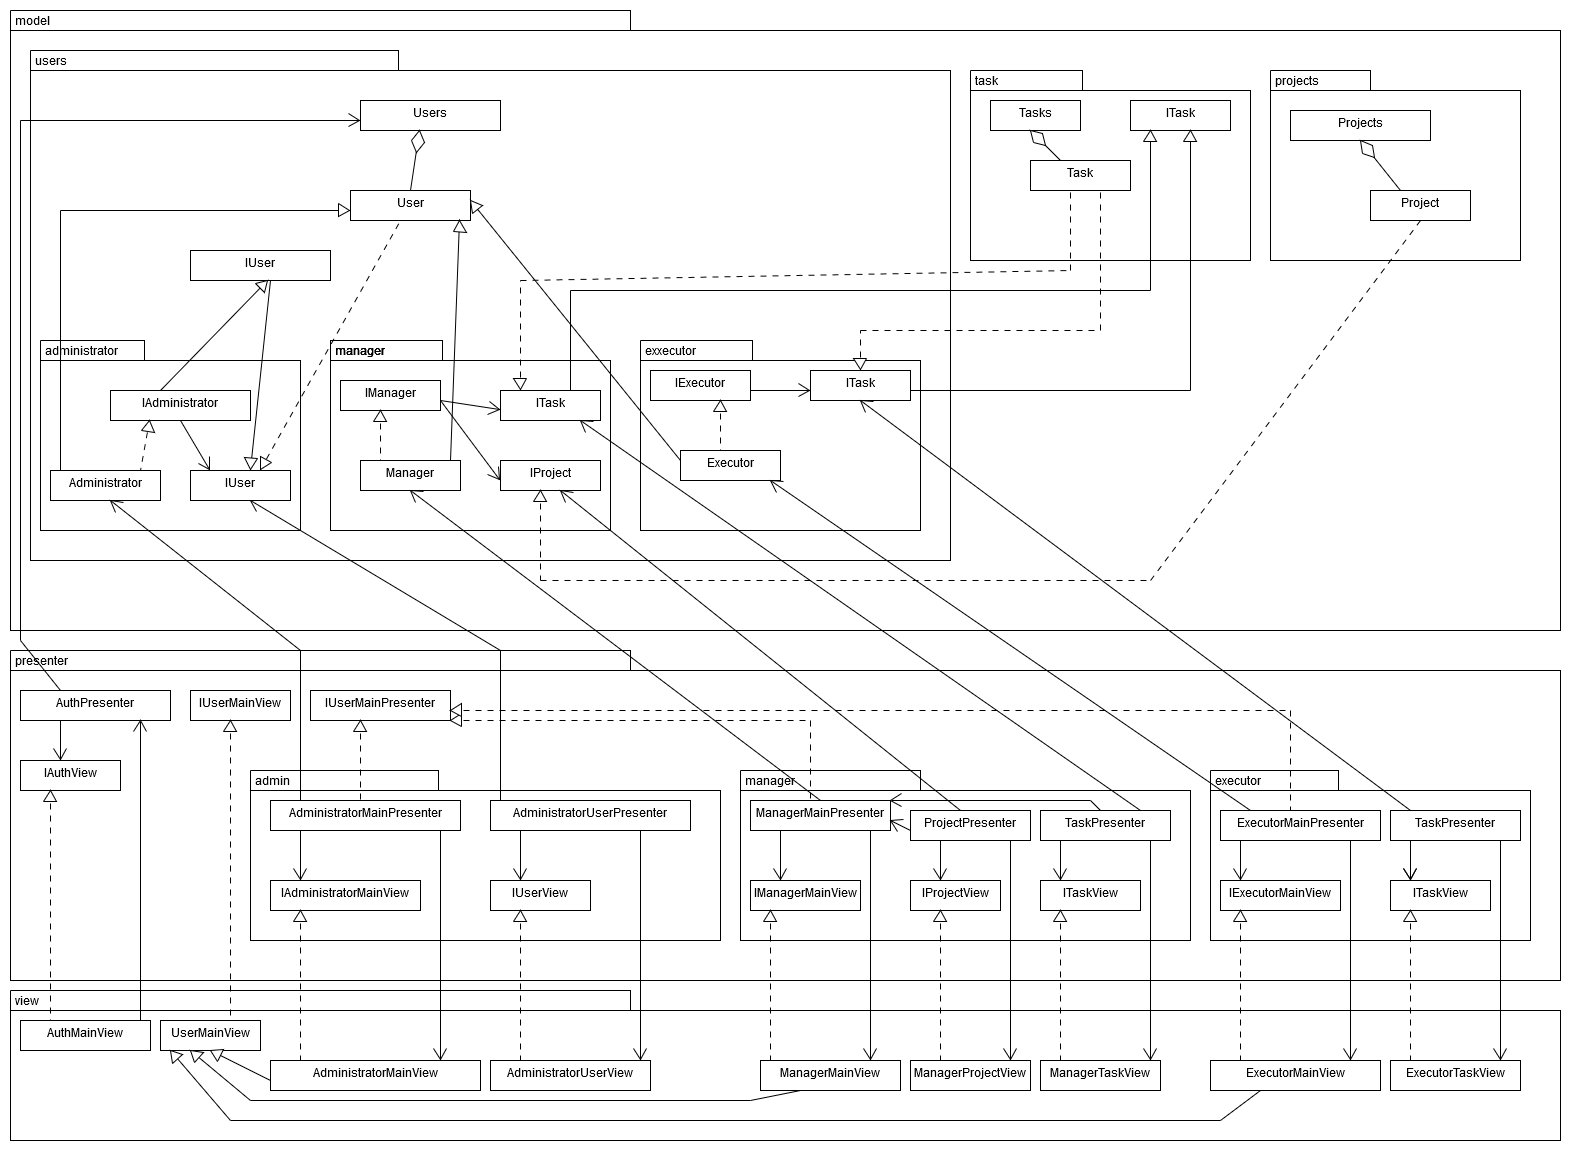 model
users
task
projects
Users
Tasks
ITask
Projects
Task
User
Project
IUser
administrator
manager
exxecutor
IAdministrator
IManager
ITask
IExecutor
ITask
Administrator
IUser
Manager
IProject
Executor
presenter
AuthPresenter
IUserMainView
IUserMainPresenter
IAuthView
admin
manager
executor
AdministratorMainPresenter
AdministratorUserPresenter
ManagerMainPresenter
ProjectPresenter
TaskPresenter
ExecutorMainPresenter
TaskPresenter
IAdministratorMainView
IUserView
IManagerMainView
IProjectView
ITaskView
IExecutorMainView
ITaskView
view
AuthMainView
UserMainView
AdministratorMainView
AdministratorUserView
ManagerMainView
ManagerProjectView
ManagerTaskView
ExecutorMainView
ExecutorTaskView